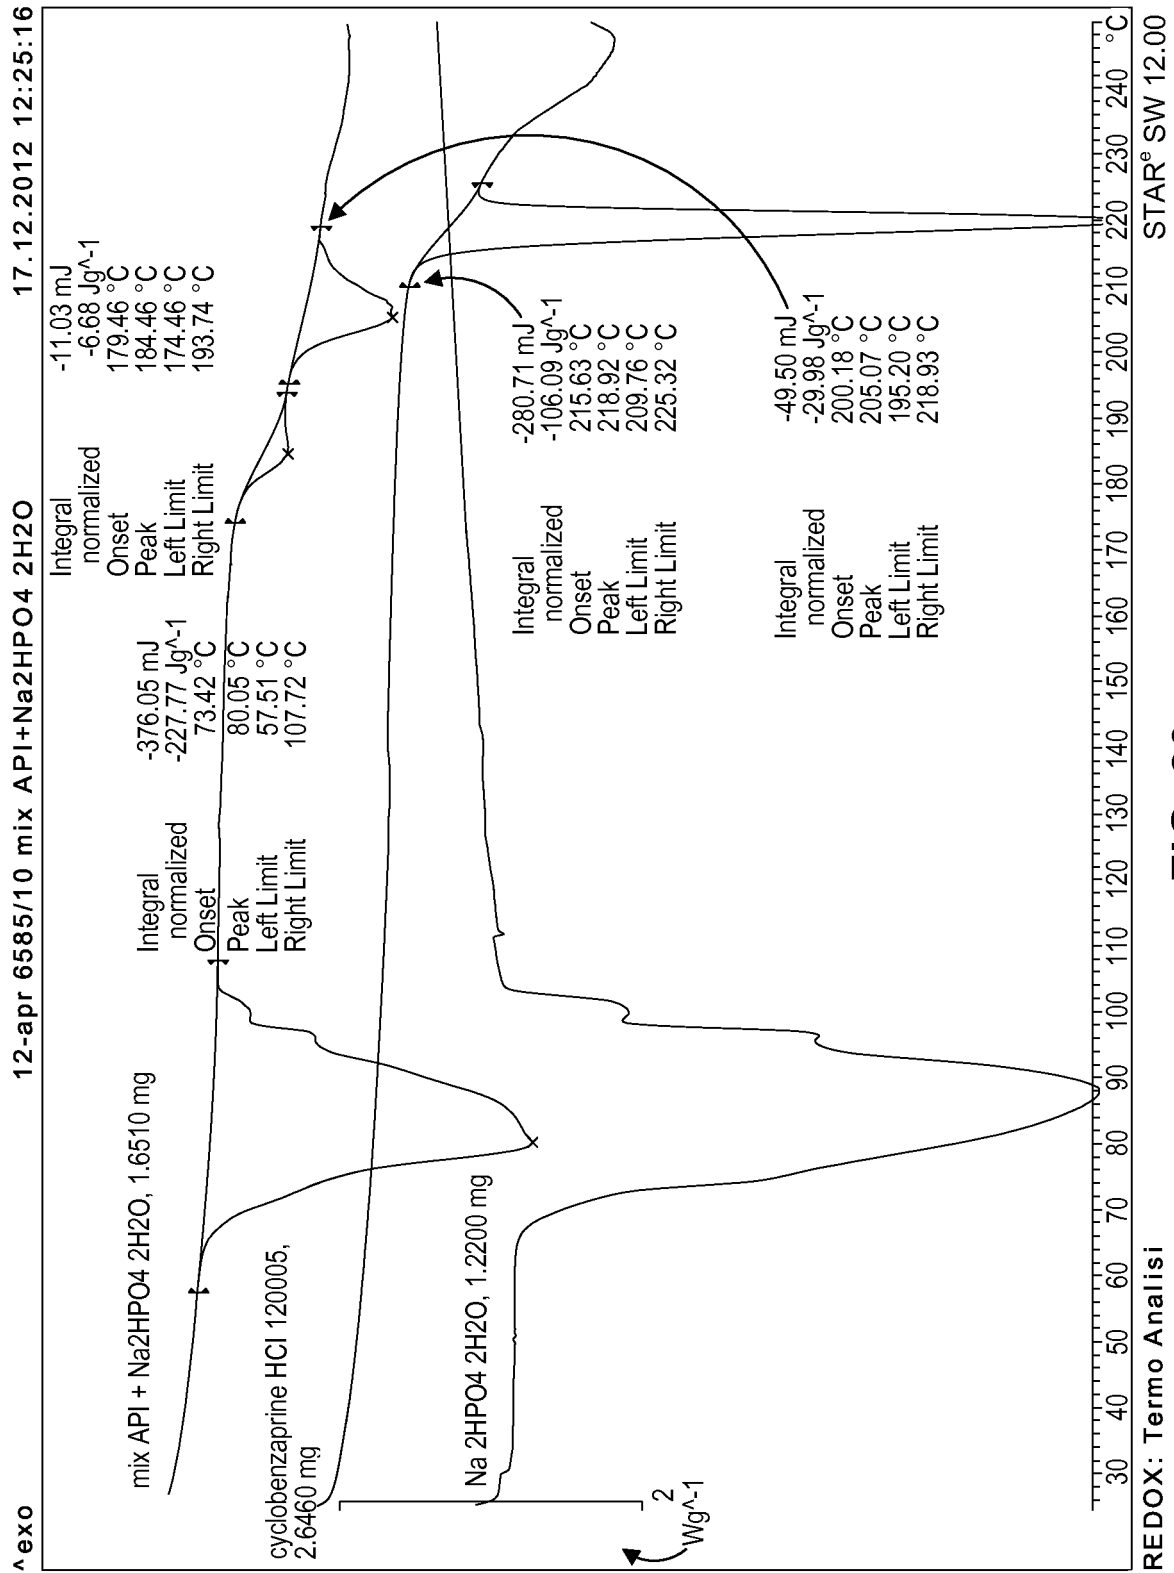 ^exo
12-apr 6585/10 mix API+Na2HPO4 2H2O
17.12.2012 12:25:16
mix API + Na2HPO4 2H2O, 1.6510 mg
Integral -376.05 mJ
normalized -227.77 Jg^-1
Onset 73.42 °C
Peak 80.05 °C
Left Limit 57.51 °C
Right Limit 107.72 °C
Integral -11.03 mJ
normalized -6.68 Jg^-1
Onset 179.46 °C
Peak 184.46 °C
Left Limit 174.46 °C
Right Limit 193.74 °C
cyclobenzaprine HCl 120005,
2.6460 mg
Na 2HPO4 2H2O, 1.2200 mg
Integral -280.71 mJ
normalized -106.09 Jg^-1
Onset 215.63 °C
Peak 218.92 °C
Left Limit 209.76 °C
Right Limit 225.32 °C
Integral -49.50 mJ
normalized -29.98 Jg^-1
Onset 200.18 °C
Peak 205.07 °C
Left Limit 195.20 °C
Right Limit 218.93 °C
2
Wg^-1
30 40 50 60 70 80 90 100 110 120 130 140 150 160 170 180 190 200 210 220 230 240 °C
REDOX: Termo Analisi
STARe SW 12.00